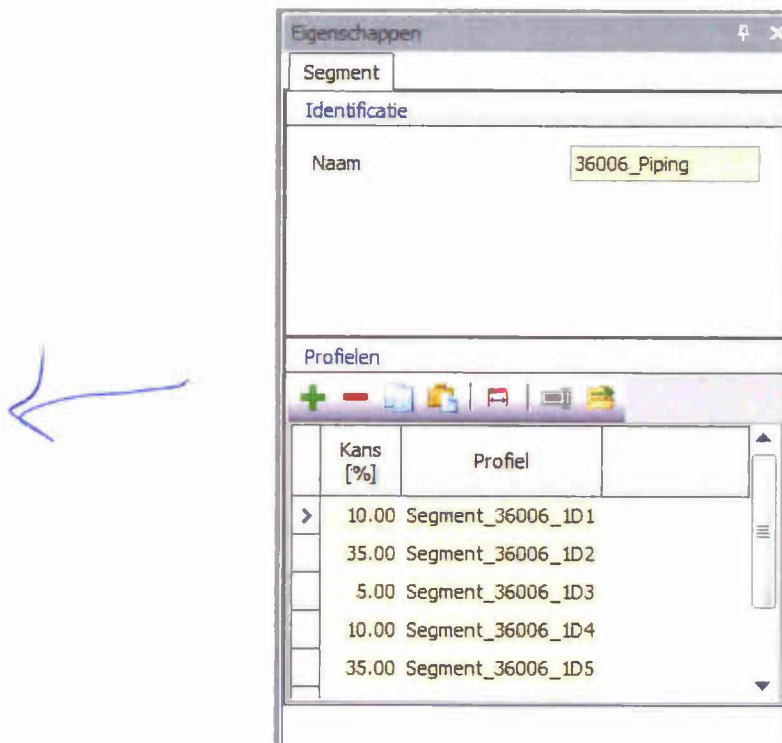 Eigenschappen
Segment
Identificatie
Naam 36006_Piping
Profielen
Kans [%] Profiel
10.00 Segment_36006_1D1
35.00 Segment_36006_1D2
5.00 Segment_36006_1D3
10.00 Segment_36006_1D4
35.00 Segment_36006_1D5